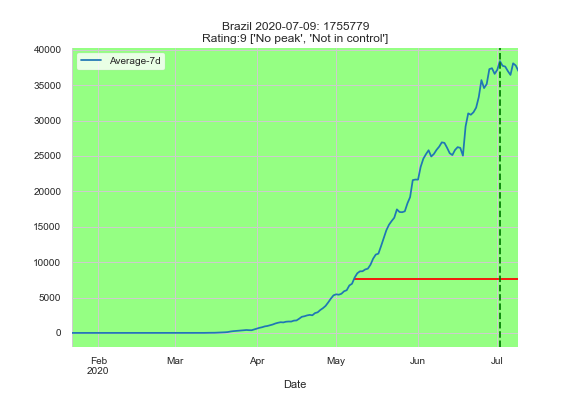 Brazil 2020-07-09: 1755779
Rating:9 ['No peak', 'Not in control']
Average-7d
40000
35000
30000
25000
20000
15000
10000
5000
0
Feb Mar Apr May Jun Jul
2020
Date